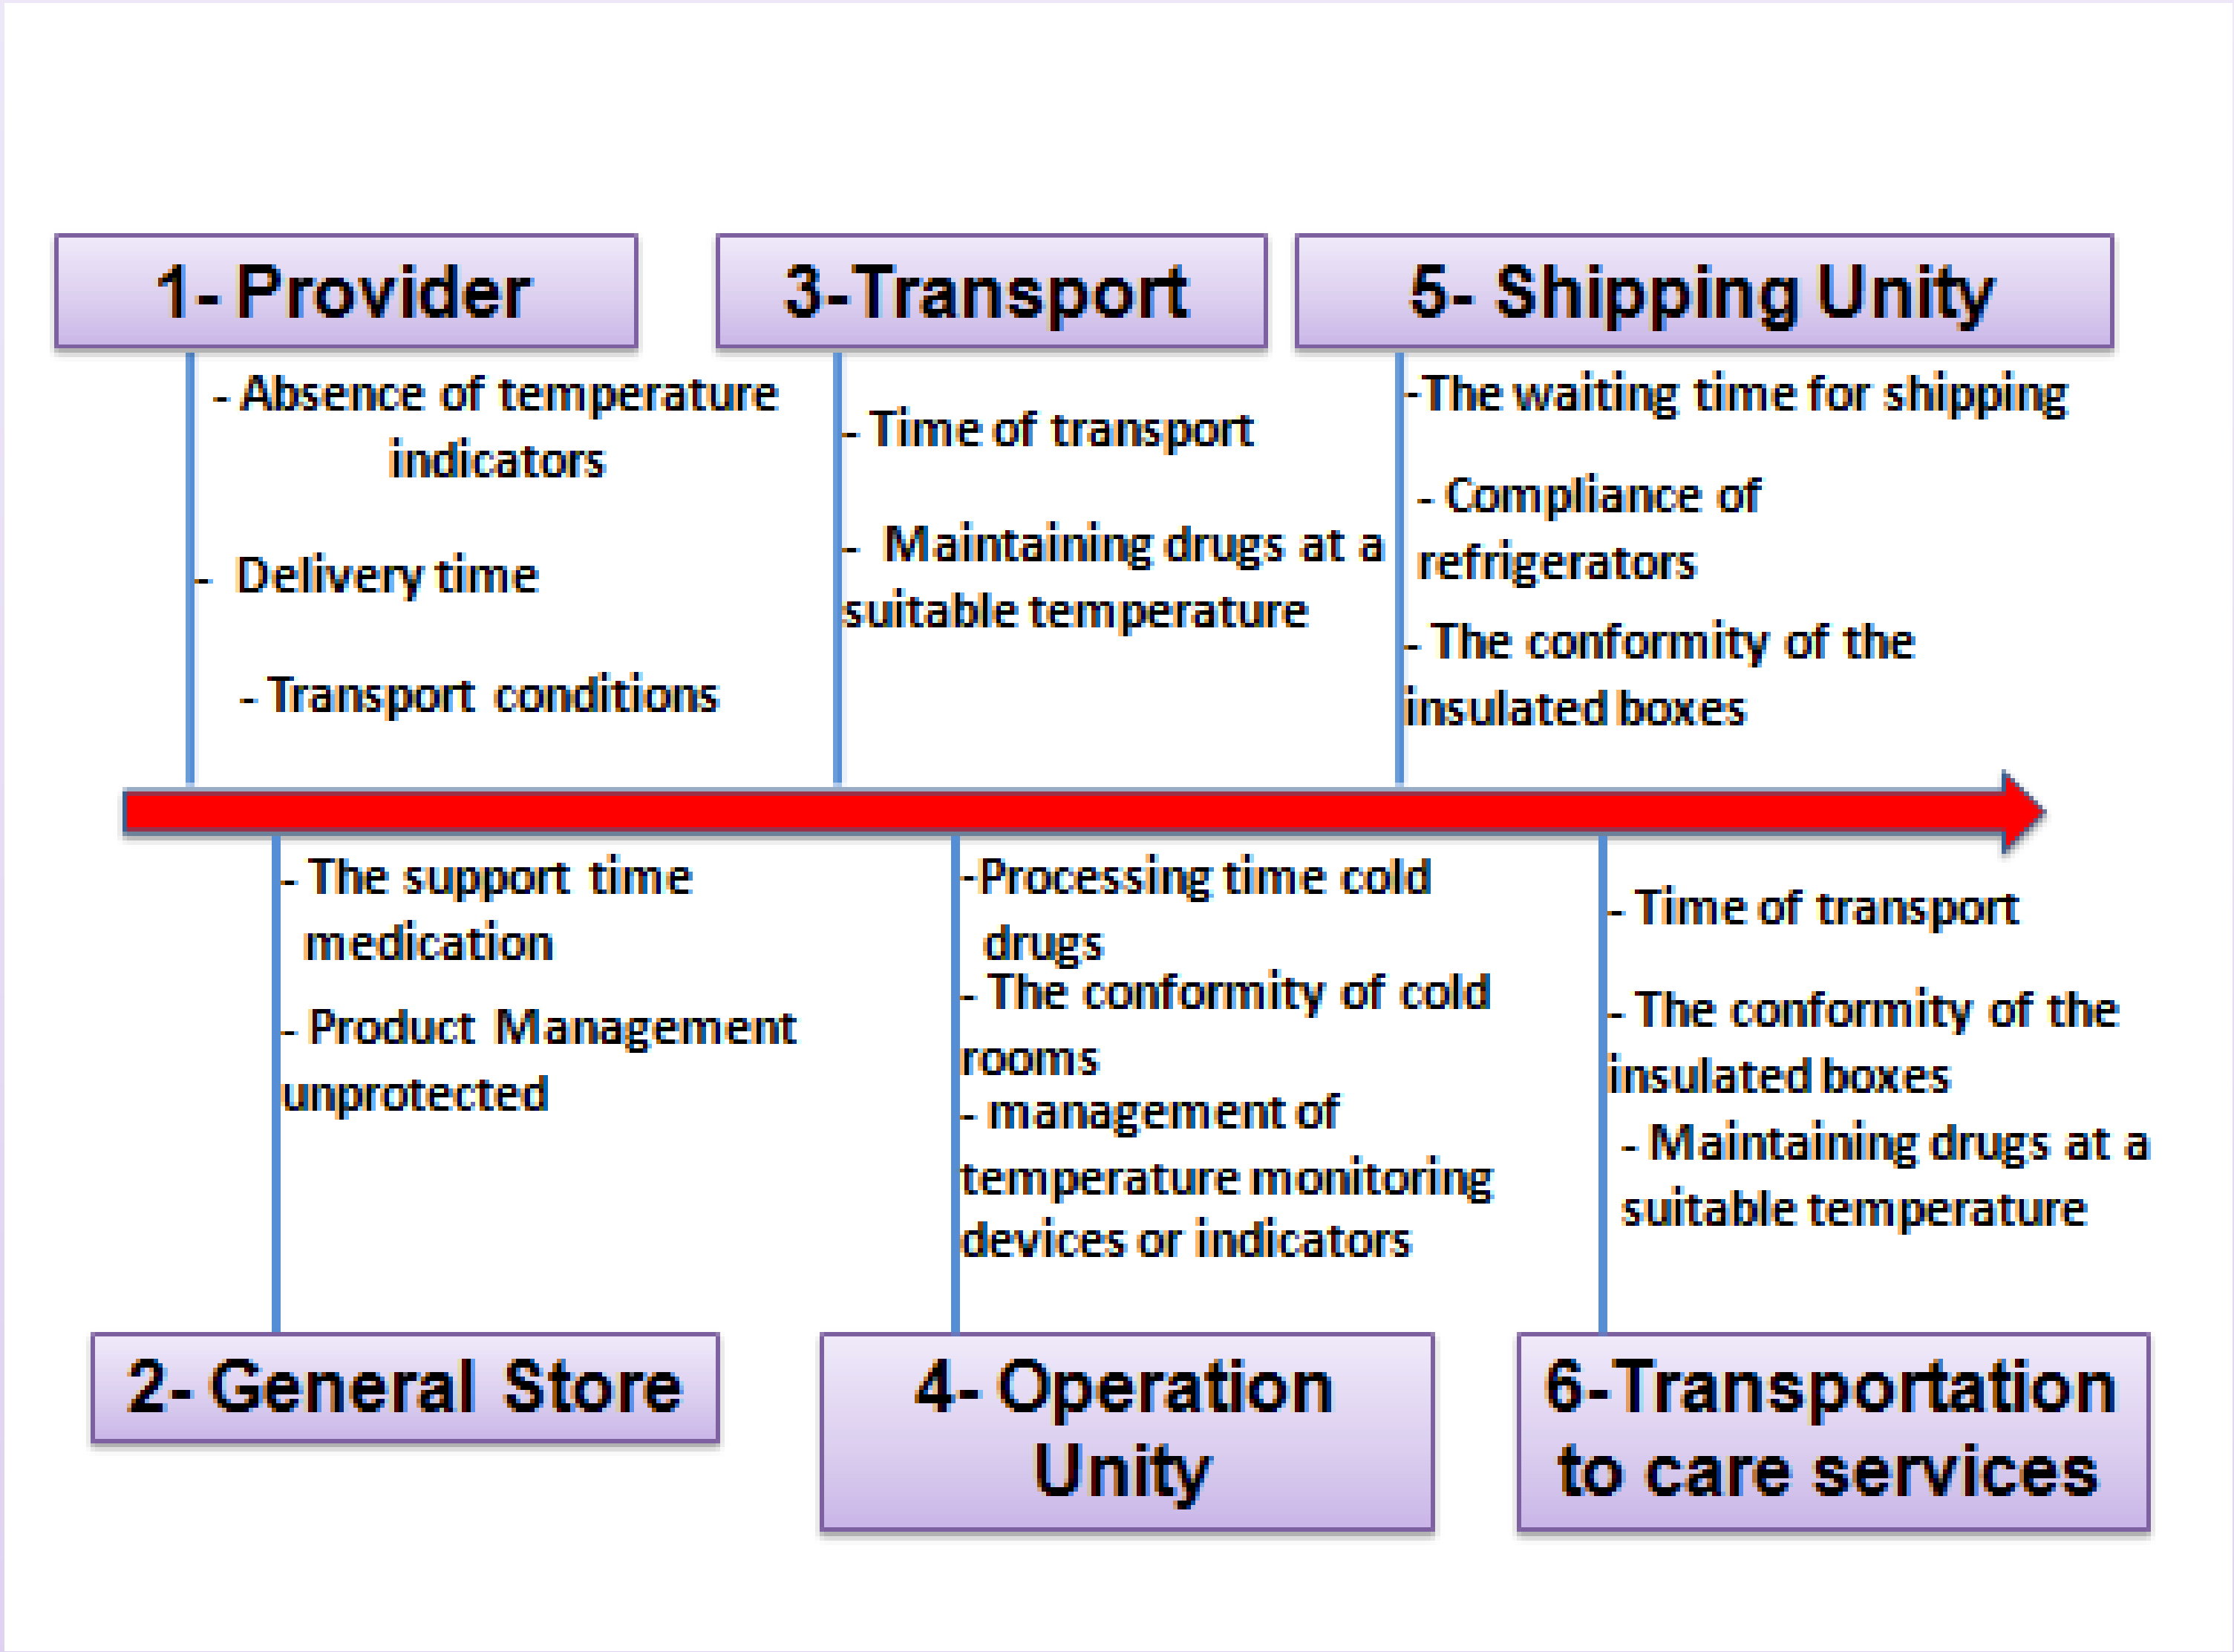 1- Provider
- Absence of temperature
indicators
- Delivery time
- Transport conditions
3-Transport
- Time of transport
- Maintaining drugs at a
suitable temperature
5- Shipping Unity
-The waiting time for shipping
- Compliance of
refrigerators
- The conformity of the
insulated boxes
- The support time
medication
- Product Management
unprotected
2- General Store
-Processing time cold
drugs
- The conformity of cold
rooms
- management of
temperature monitoring
devices or indicators
4- Operation
Unity
- Time of transport
- The conformity of the
insulated boxes
- Maintaining drugs at a
suitable temperature
6-Transportation
to care services